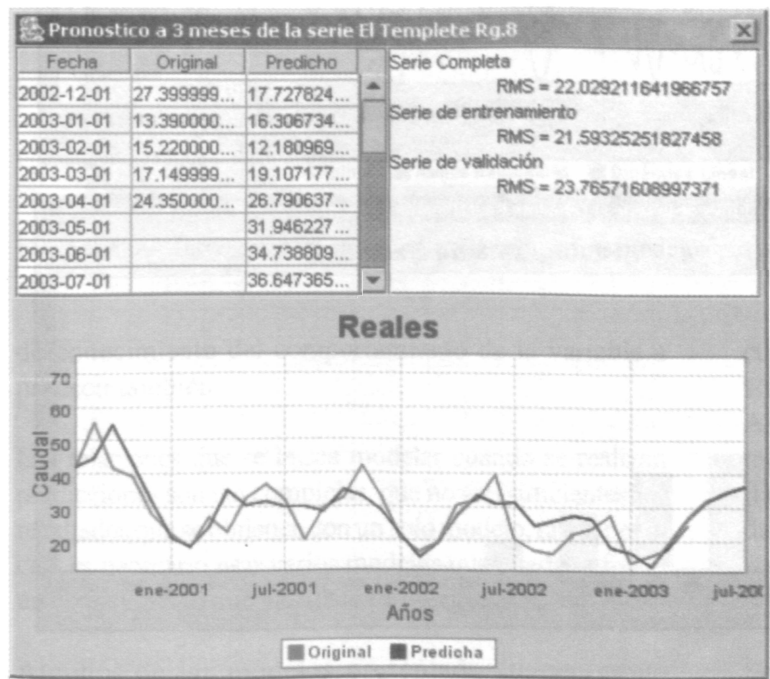 Pronostico a 3 meses de la serie El Templete Rg.8
Fecha Original Predicho
2002-12-01 27.399999... 17.727824...
2003-01-01 13.390000... 16.306734...
2003-02-01 15.220000... 12.180969...
2003-03-01 17.149999... 19.107177...
2003-04-01 24.350000... 26.790637...
2003-05-01 31.946227...
2003-06-01 34.738809...
2003-07-01 36.647365...
Serie Completa
RMS = 22.029211641966757
Serie de entrenamiento
RMS = 21.59325251827458
Serie de validación
RMS = 23.76571608997371
Reales
Caudal
70
60
50
40
30
20
ene-2001 jul-2001 ene-2002 jul-2002 ene-2003 jul-200
Años
Original Predicha